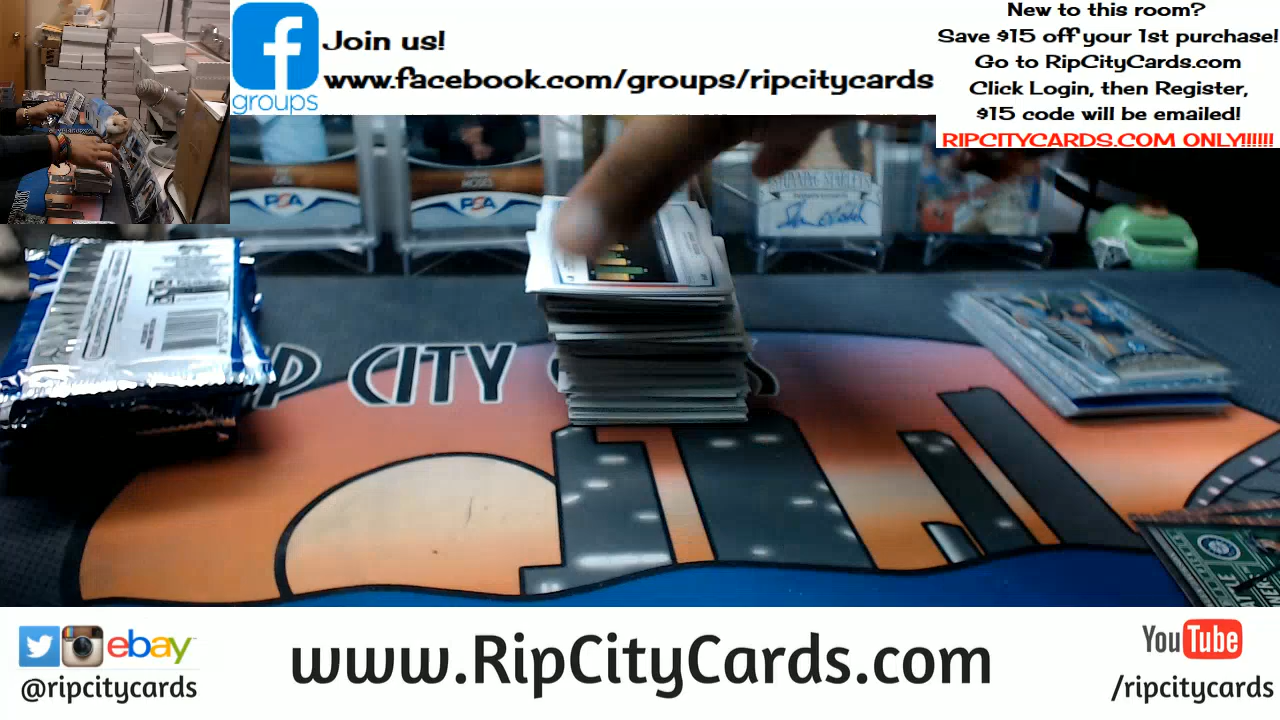 Join us!
www.facebook.com/groups/ripcitycards
groups
New to this room?
Save $15 off your 1st purchase!
Go to RipCityCards.com
Click Login, then Register,
$15 code will be emailed!
RIPCITYCARDS.COM ONLY!!!!!!
PSA
PSA
CITY
ebay
@ripcitycards
www.RipCityCards.com
YouTube
/ripcitycards